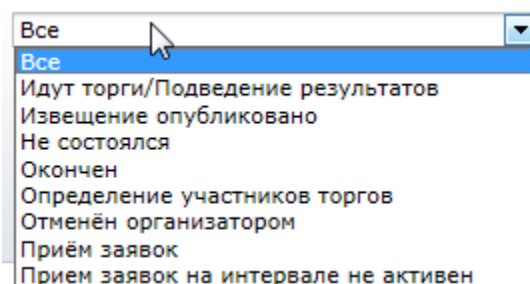 Все
Все
Идут торги/Подведение результатов
Извещение опубликовано
Не состоялся
Окончен
Определение участников торгов
Отменён организатором
Приём заявок
Прием заявок на интервале не активен